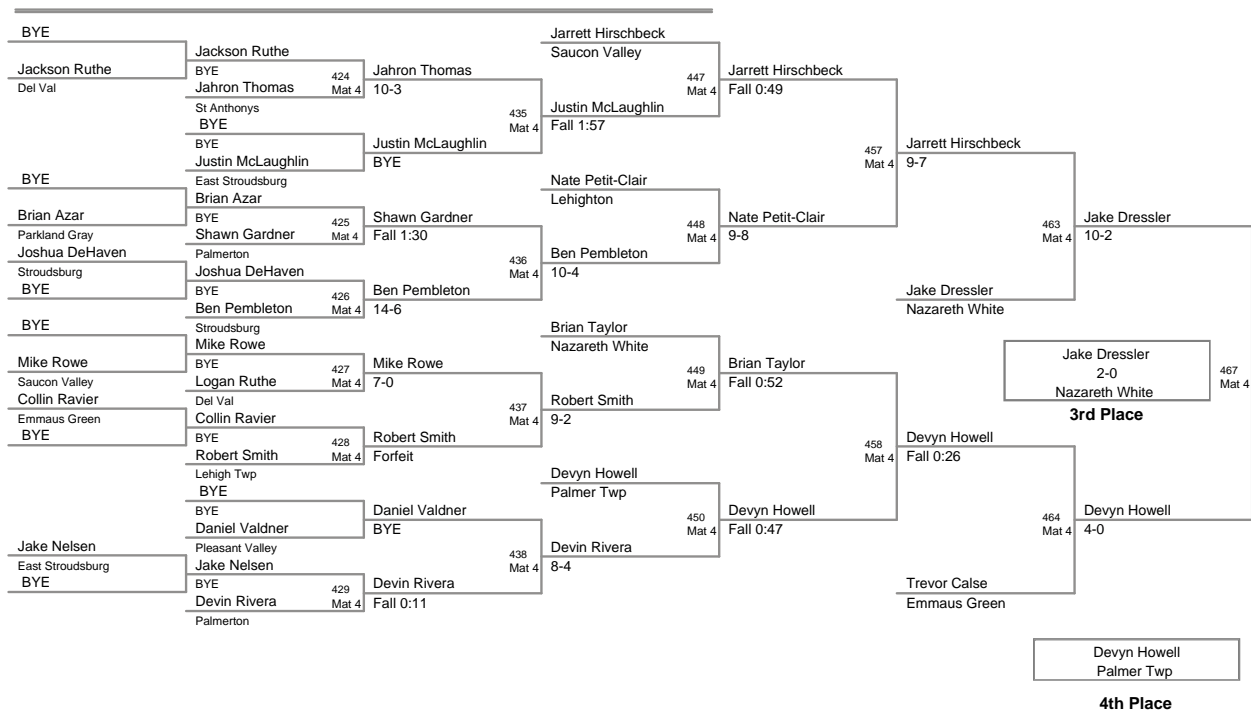 BYE
Jackson Ruthe
Del Val
BYE
Brian Azar
Parkland Gray
Joshua DeHaven
Stroudsburg
BYE
BYE
Mike Rowe
Saucon Valley
Collin Ravier
Emmaus Green
BYE
Jake Nelsen
East Stroudsburg
BYE
Jackson Ruthe
BYE
Jahron Thomas
St Anthonys
BYE
BYE
Justin McLaughlin
East Stroudsburg
Brian Azar
BYE
Shawn Gardner
Palmerton
Joshua DeHaven
BYE
Ben Pembleton
Stroudsburg
Mike Rowe
BYE
Logan Ruthe
Del Val
Collin Ravier
BYE
Robert Smith
Lehigh Twp
BYE
BYE
Daniel Valdner
Pleasant Valley
Jake Nelsen
BYE
Devin Rivera
Palmerton
424
Mat 4
425
Mat 4
426
Mat 4
427
Mat 4
428
Mat 4
429
Mat 4
Jahron Thomas
10-3
Justin McLaughlin
BYE
Shawn Gardner
Fall 1:30
Ben Pembleton
14-6
Mike Rowe
7-0
Robert Smith
Forfeit
Daniel Valdner
BYE
Devin Rivera
Fall 0:11
435
Mat 4
436
Mat 4
437
Mat 4
438
Mat 4
Jarrett Hirschbeck
Saucon Valley
Justin McLaughlin
Fall 1:57
Nate Petit-Clair
Lehighton
Ben Pembleton
10-4
Brian Taylor
Nazareth White
Robert Smith
9-2
Devyn Howell
Palmer Twp
Devin Rivera
8-4
447
Mat 4
448
Mat 4
449
Mat 4
450
Mat 4
Jarrett Hirschbeck
Fall 0:49
Nate Petit-Clair
9-8
Brian Taylor
Fall 0:52
Devyn Howell
Fall 0:47
457
Mat 4
458
Mat 4
Jarrett Hirschbeck
9-7
Jake Dressler
Nazareth White
Devyn Howell
Fall 0:26
Trevor Calse
Emmaus Green
463
Mat 4
464
Mat 4
Jake Dressler
10-2
Devyn Howell
4-0
467
Mat 4
Jake Dressler
2-0
Nazareth White
3rd Place
Devyn Howell
Palmer Twp
4th Place